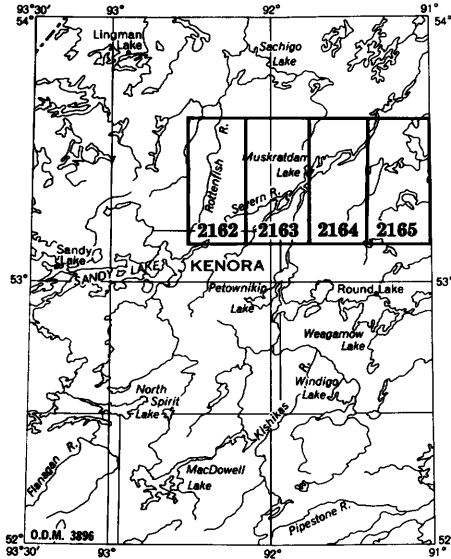 93°30' 93° 92° 91°
54° 54°
Lingman
Lake
Sachigo
Lake
Rottenfish R.
Muskratdam
Lake
Severn R.
2162 2163 2164 2165
Sandy
Lake
SANDY LAKE
KENORA
53° 53°
Petownikip
Lake
Round Lake
Weagamow
Lake
Windigo
Lake
North
Spirit
Lake
Kishikas R.
MacDowell
Lake
Flanagan R.
Pipestone R.
O.D.M. 3896
52° 52°
93°30' 93° 92° 91°